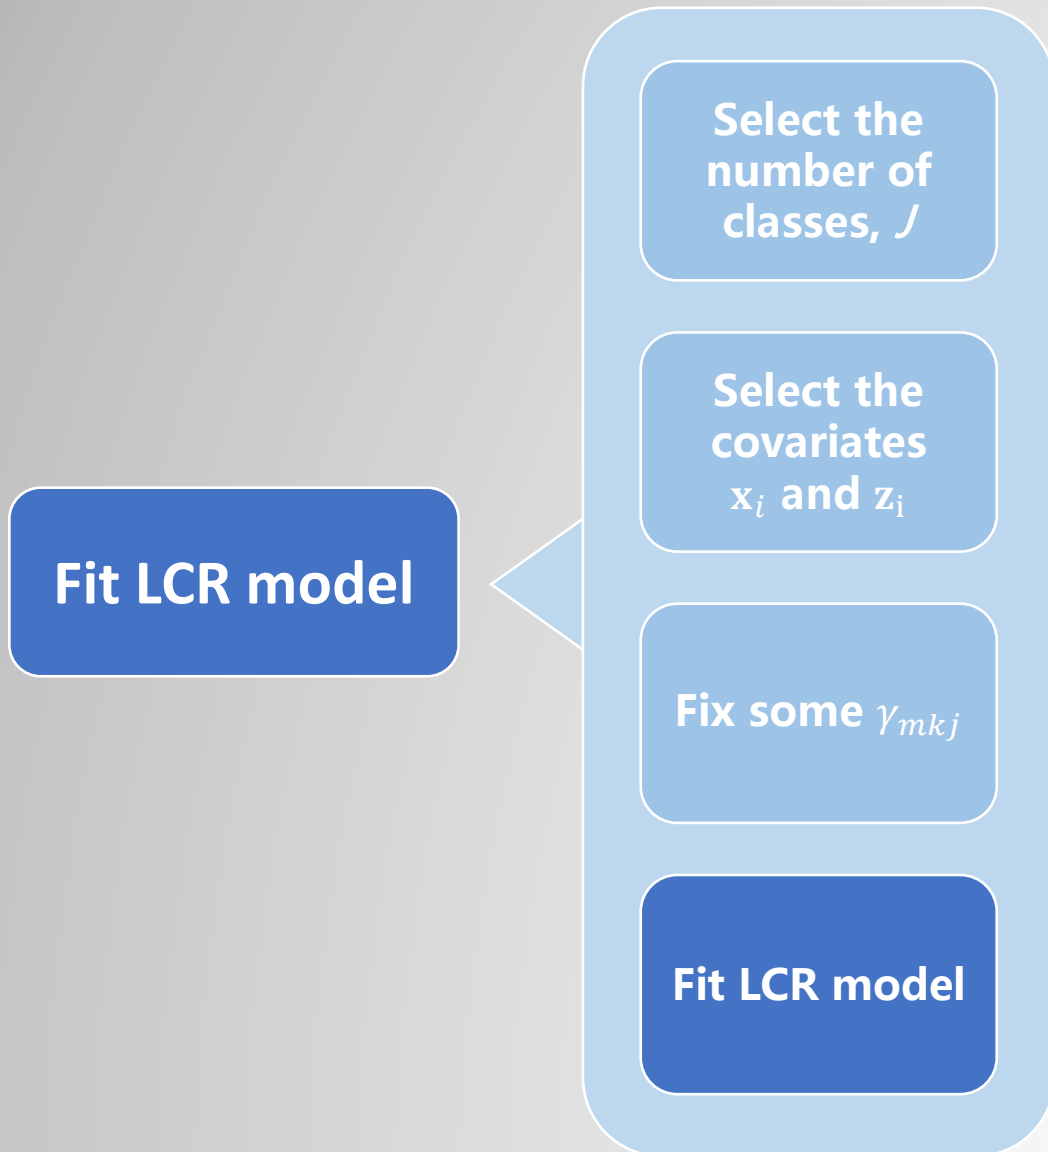 Fit LCR model
Select the
number of
classes, J
Select the
covariates
xᵢ and zᵢ
Fix some γₘₖⱼ
Fit LCR model